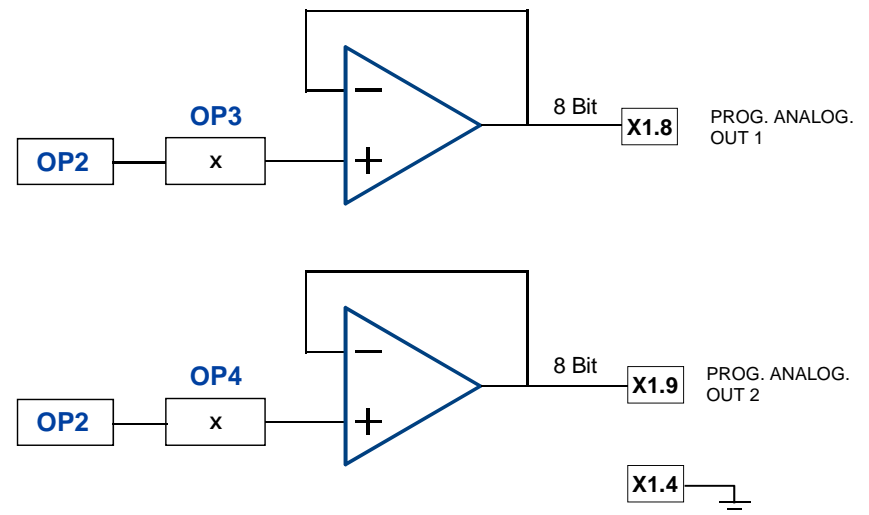 OP3
OP2
x
8 Bit
X1.8
PROG. ANALOG.
OUT 1
OP4
OP2
x
8 Bit
X1.9
PROG. ANALOG.
OUT 2
X1.4